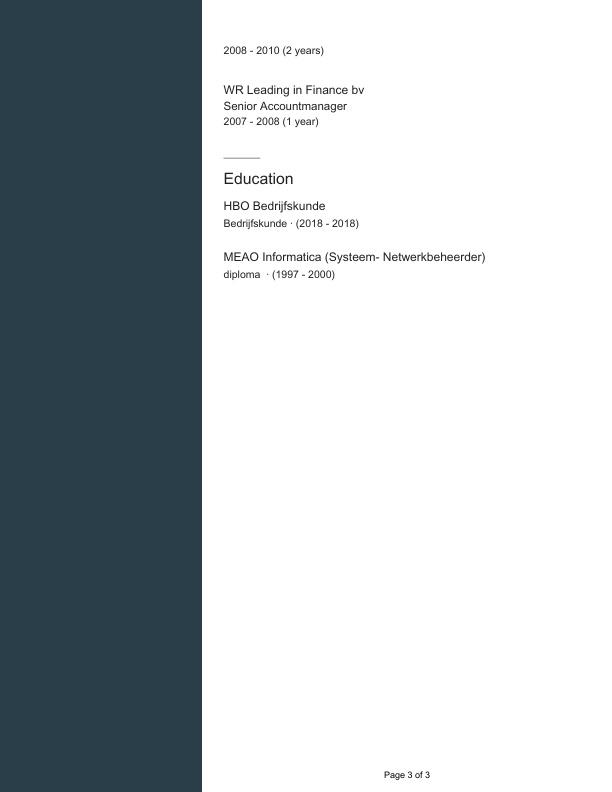 2008 - 2010 (2 years)
WR Leading in Finance bv
Senior Accountmanager
2007 - 2008 (1 year)
Education
HBO Bedrijfskunde
Bedrijfskunde · (2018 - 2018)
MEAO Informatica (Systeem- Netwerkbeheerder)
diploma · (1997 - 2000)
Page 3 of 3